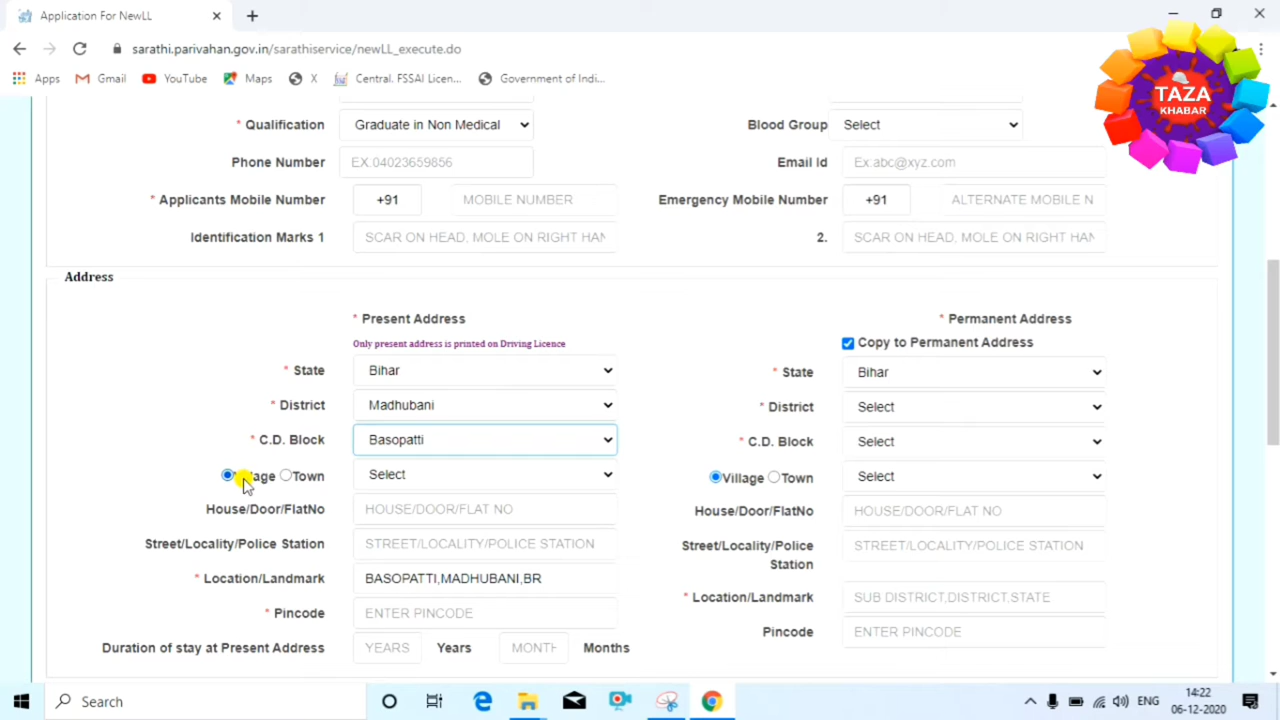 Application For NewLL
sarathi.parivahan.gov.in/sarathiservice/newLL_execute.do
Apps Gmail YouTube Maps X Central. FSSAI Licen... Government of Indi...
TAZA
KHABAR
* Qualification Graduate in Non Medical Blood Group Select
Phone Number EX.04023659856 Email Id Ex.abc@xyz.com
* Applicants Mobile Number +91 MOBILE NUMBER Emergency Mobile Number +91 ALTERNATE MOBILE N
Identification Marks 1 SCAR ON HEAD, MOLE ON RIGHT HAN 2. SCAR ON HEAD, MOLE ON RIGHT HAN
Address
* Present Address * Permanent Address
Only present address is printed on Driving Licence Copy to Permanent Address
* State Bihar * State Bihar
* District Madhubani * District Select
* C.D. Block Basopatti * C.D. Block Select
Town Select Village Town Select
House/Door/FlatNo HOUSE/DOOR/FLAT NO House/Door/FlatNo HOUSE/DOOR/FLAT NO
Street/Locality/Police Station STREET/LOCALITY/POLICE STATION Street/Locality/Police STREET/LOCALITY/POLICE STATION
Station
* Location/Landmark BASOPATTI,MADHUBANI,BR * Location/Landmark SUB DISTRICT,DISTRICT,STATE
* Pincode ENTER PINCODE Pincode ENTER PINCODE
Duration of stay at Present Address YEARS Years MONTH Months
Search ENG 14:22
06-12-2020